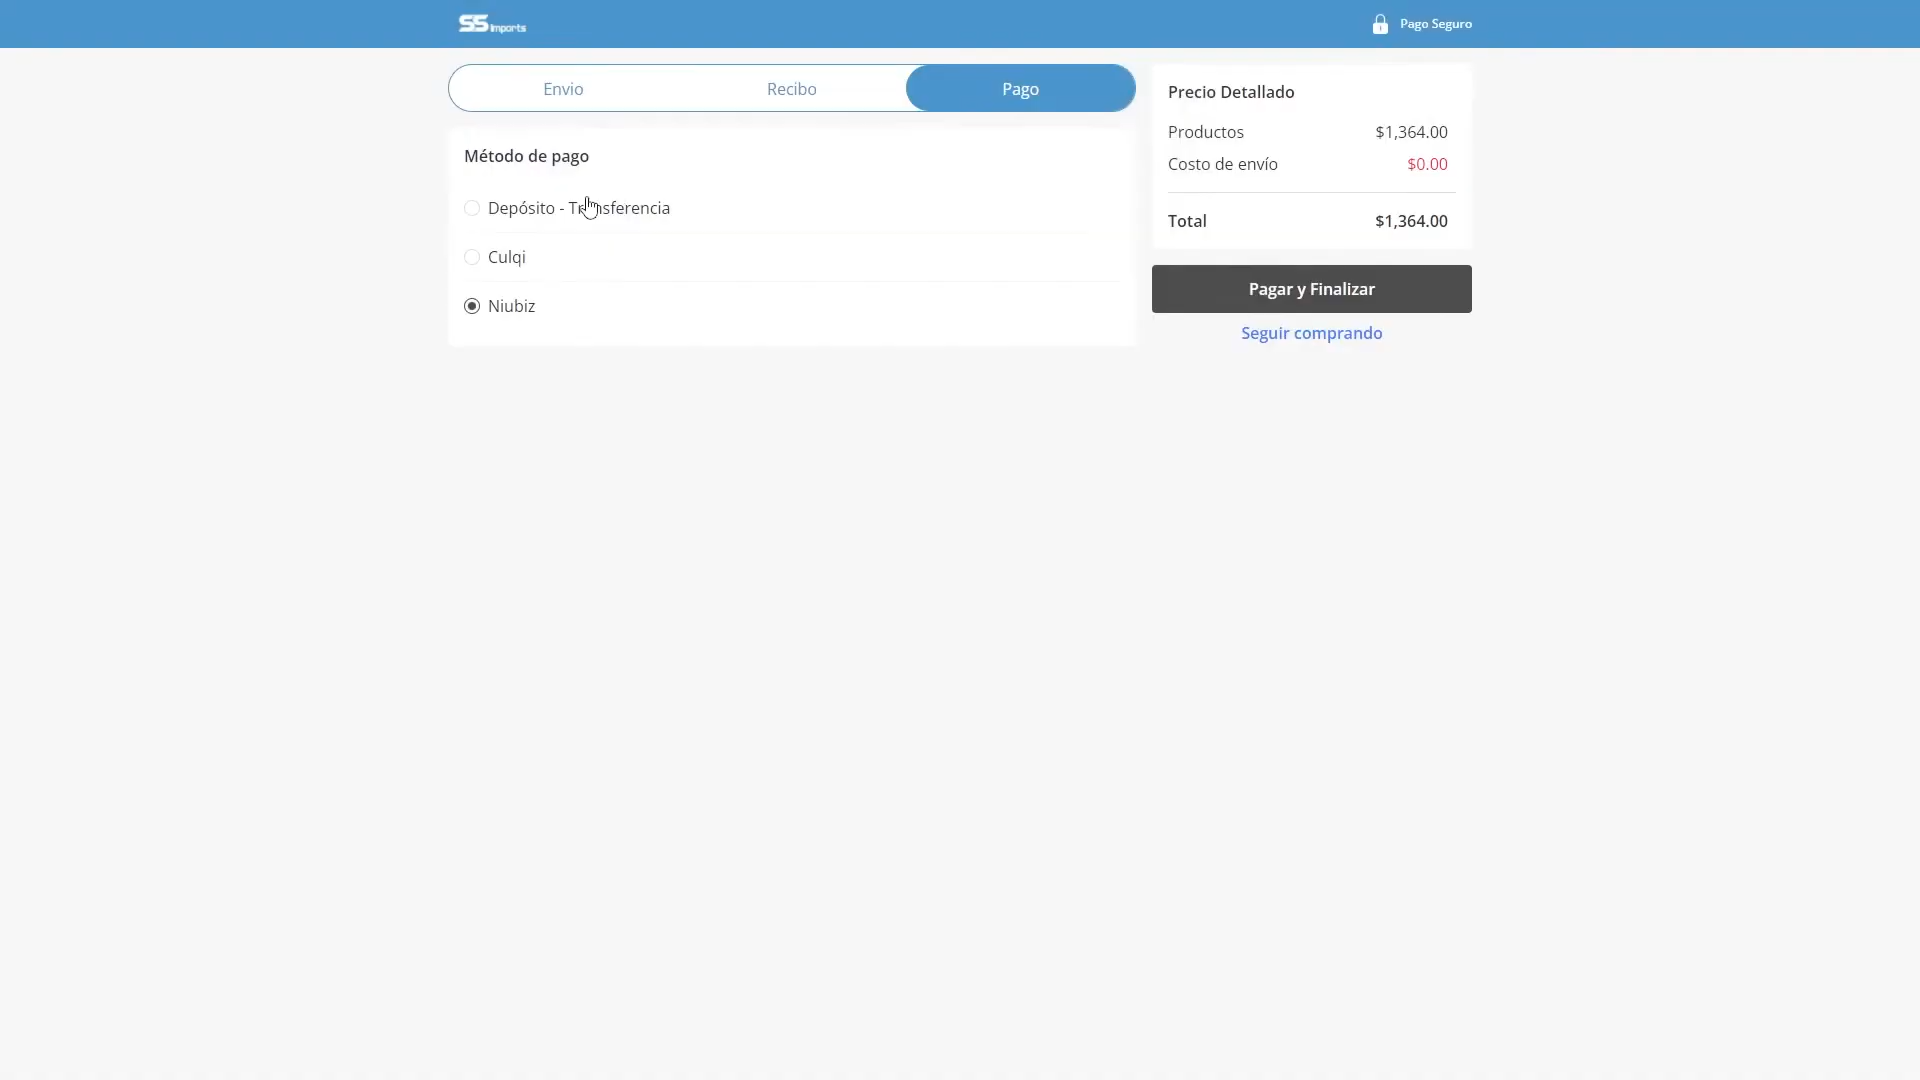 SS imports
Pago Seguro
Envio
Recibo
Pago
Método de pago
Depósito - Transferencia
Culqi
Niubiz
Precio Detallado
Productos $1,364.00
Costo de envío $0.00
Total $1,364.00
Pagar y Finalizar
Seguir comprando